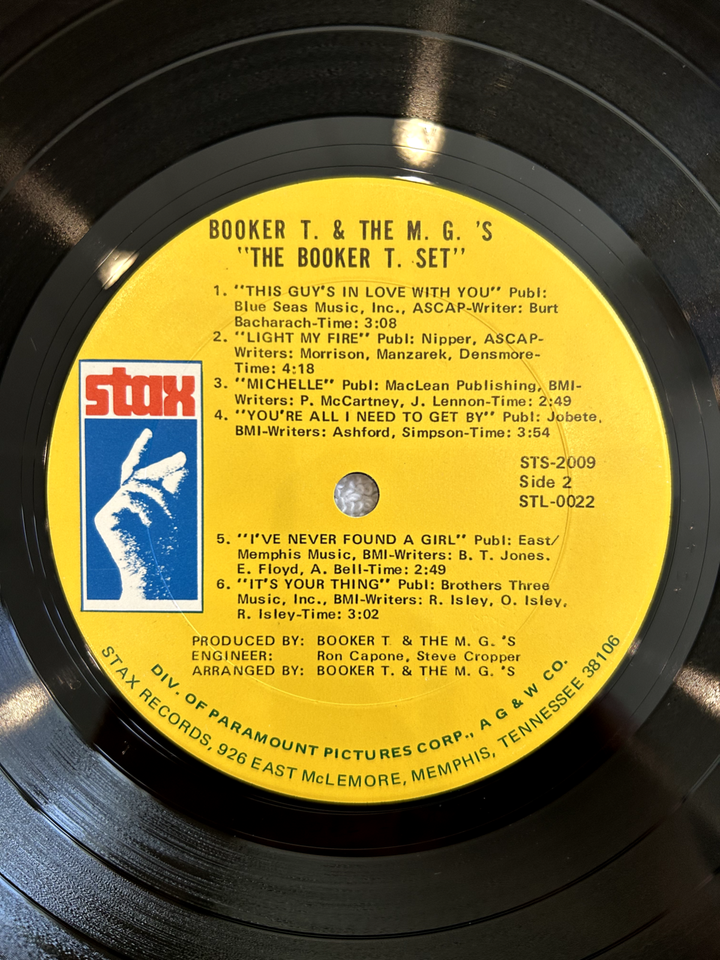 BOOKER T. & THE M. G. 'S
"THE BOOKER T. SET"
1. "THIS GUY'S IN LOVE WITH YOU" Publ:
Blue Seas Music, Inc., ASCAP-Writer: Burt
Bacharach-Time: 3:08
2. "LIGHT MY FIRE" Publ: Nipper, ASCAP-
Writers: Morrison, Manzarek, Densmore-
Time: 4:18
3. "MICHELLE" Publ: MacLean Publishing, BMI-
Writers: P. McCartney, J. Lennon-Time: 2:49
4. "YOU'RE ALL I NEED TO GET BY" Publ: Jobete,
BMI-Writers: Ashford, Simpson-Time: 3:54
stax
STS-2009
Side 2
STL-0022
5. "I'VE NEVER FOUND A GIRL" Publ: East/
Memphis Music, BMI-Writers: B. T. Jones.
E. Floyd, A. Bell-Time: 2:49
6. "IT'S YOUR THING" Publ: Brothers Three
Music, Inc., BMI-Writers: R. Isley, O. Isley,
R. Isley-Time: 3:02
PRODUCED BY: BOOKER T. & THE M. G. 'S
ENGINEER: Ron Capone, Steve Cropper
ARRANGED BY: BOOKER T. & THE M. G. 'S
DIV. OF PARAMOUNT PICTURES CORP., A G & W CO.
STAX RECORDS, 926 EAST McLEMORE, MEMPHIS, TENNESSEE 38106